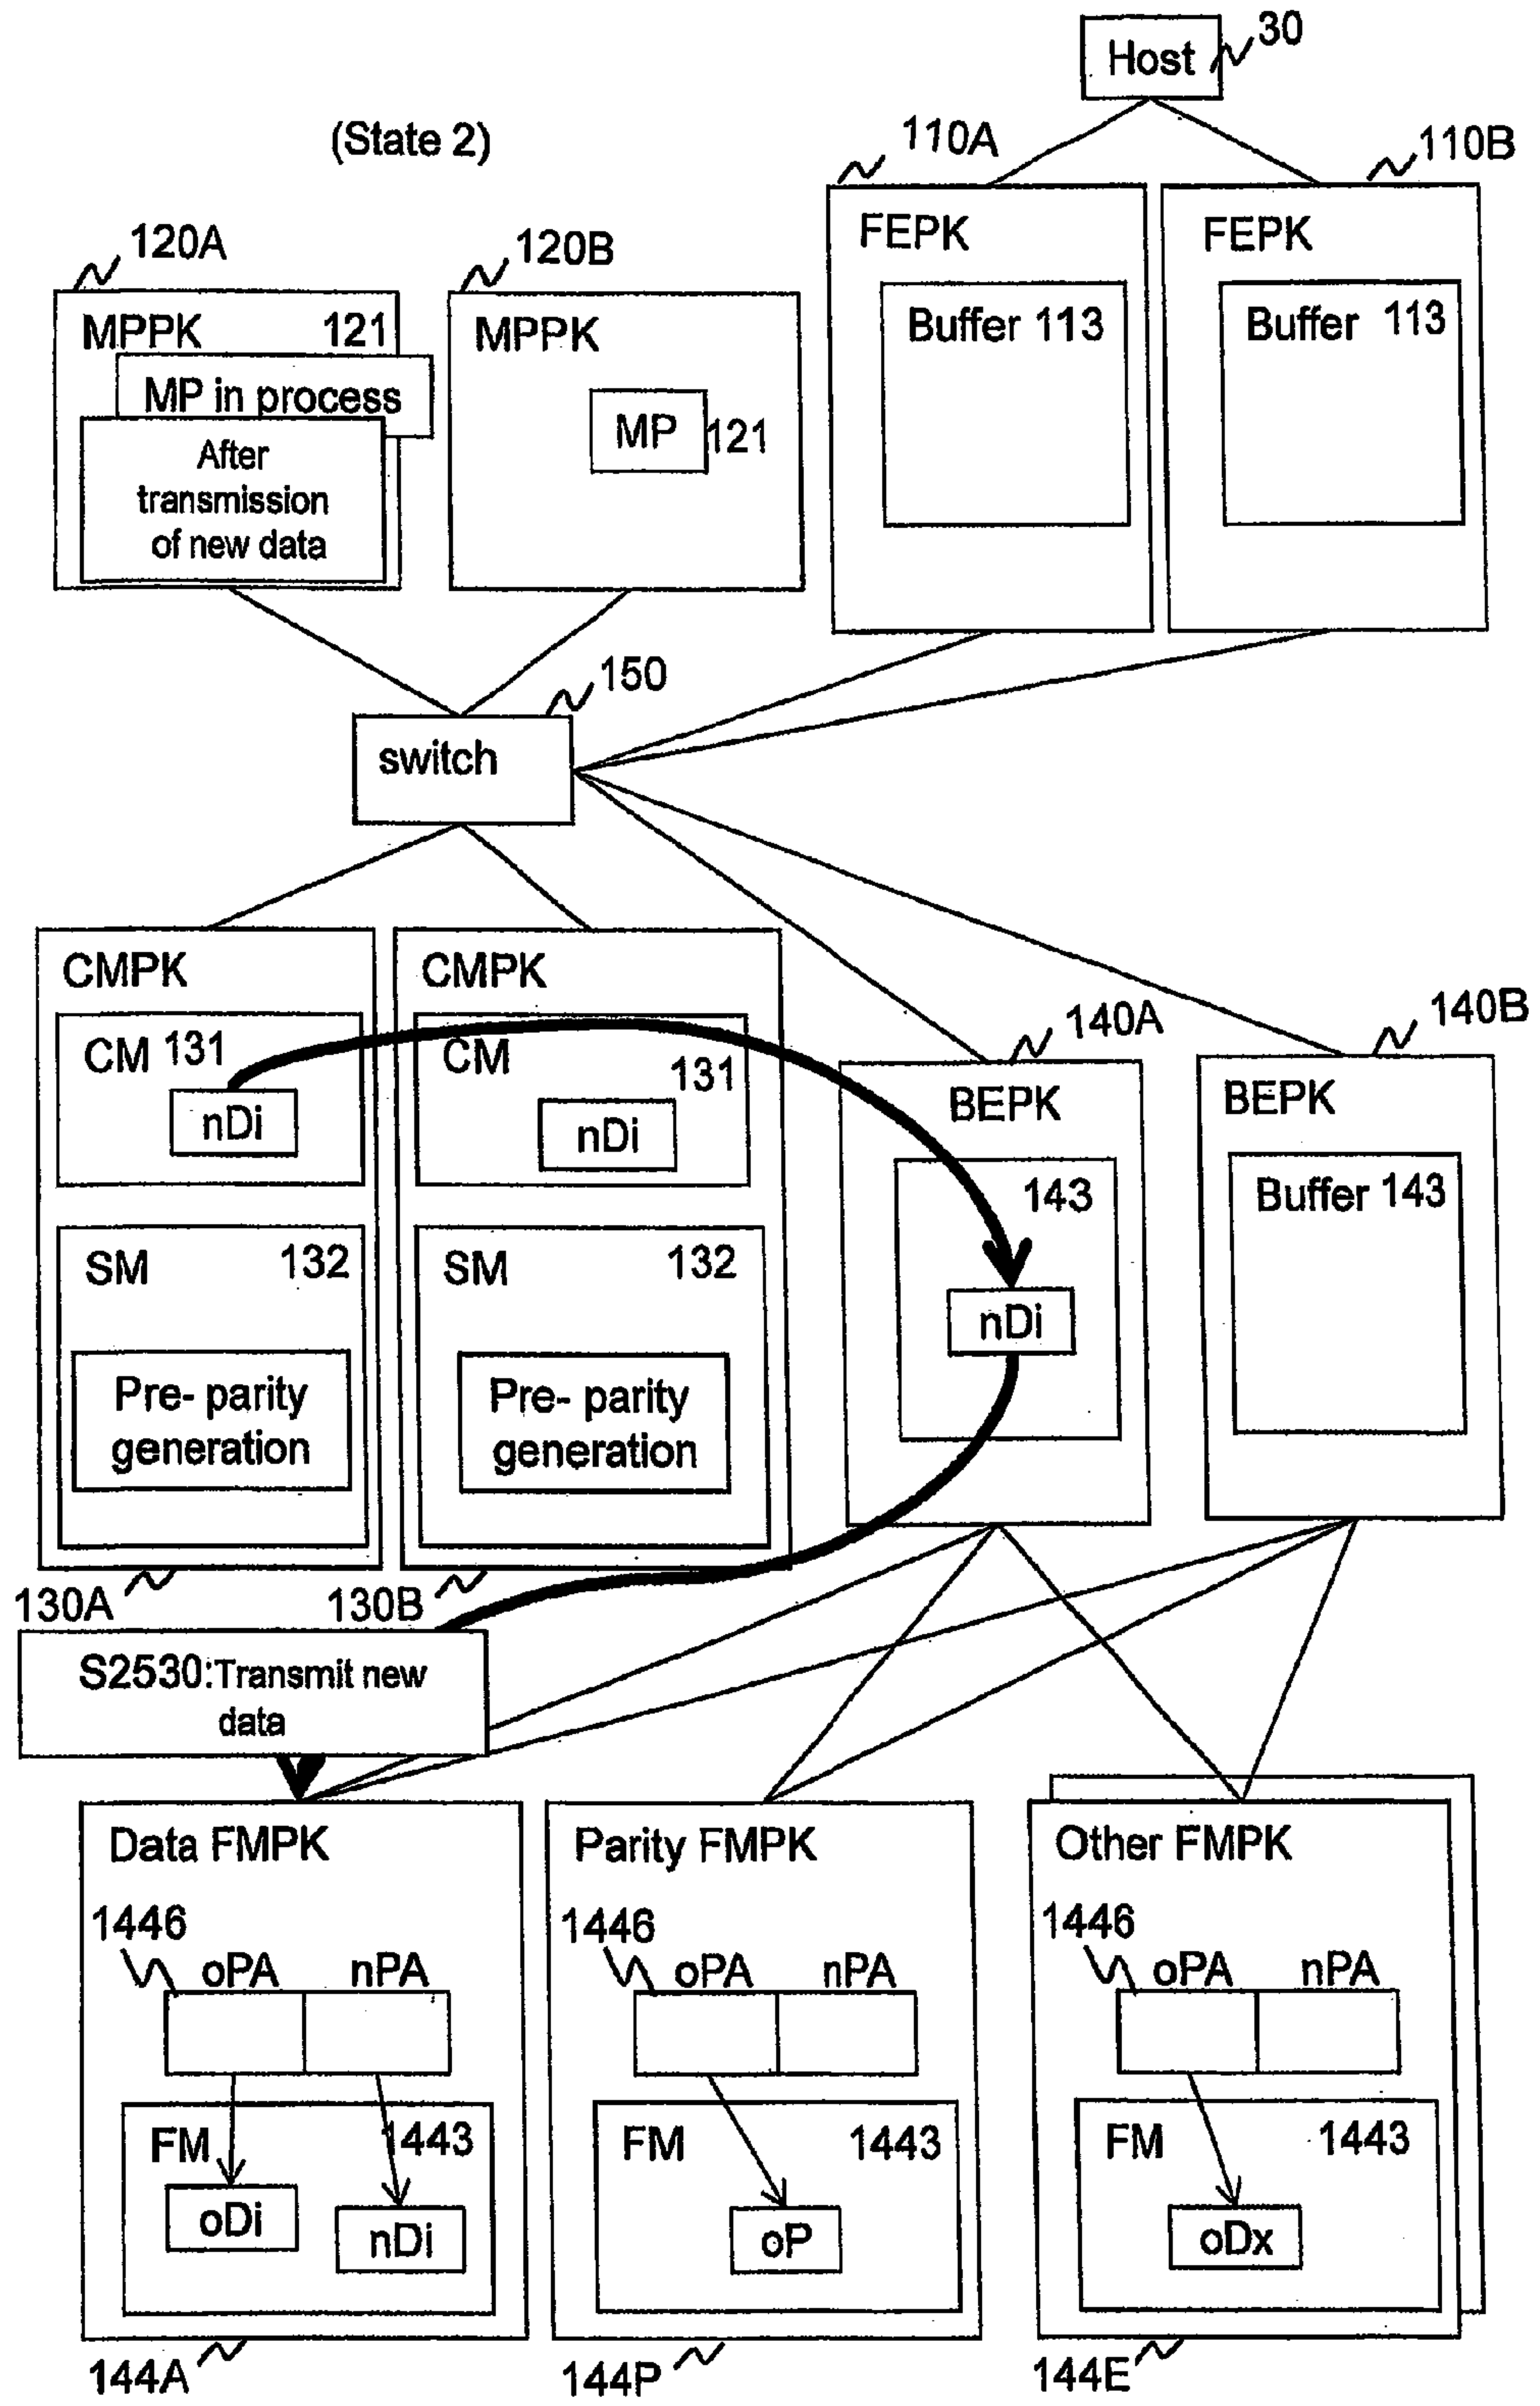 Host
30
(State 2)
110A
110B
120A
120B
FEPK
Buffer 113
FEPK
Buffer 113
MPPK
121
MP in process
After
transmission
of new data
MPPK
MP
121
150
switch
CMPK
CM 131
nDi
SM
132
Pre- parity
generation
CMPK
CM
131
nDi
SM
132
Pre- parity
generation
140A
BEPK
143
nDi
140B
BEPK
Buffer 143
130A
130B
S2530:Transmit new
data
Data FMPK
1446
oPA
nPA
FM
1443
oDi
nDi
144A
Parity FMPK
1446
oPA
nPA
FM
1443
oP
144P
Other FMPK
1446
oPA
nPA
FM
1443
oDx
144E